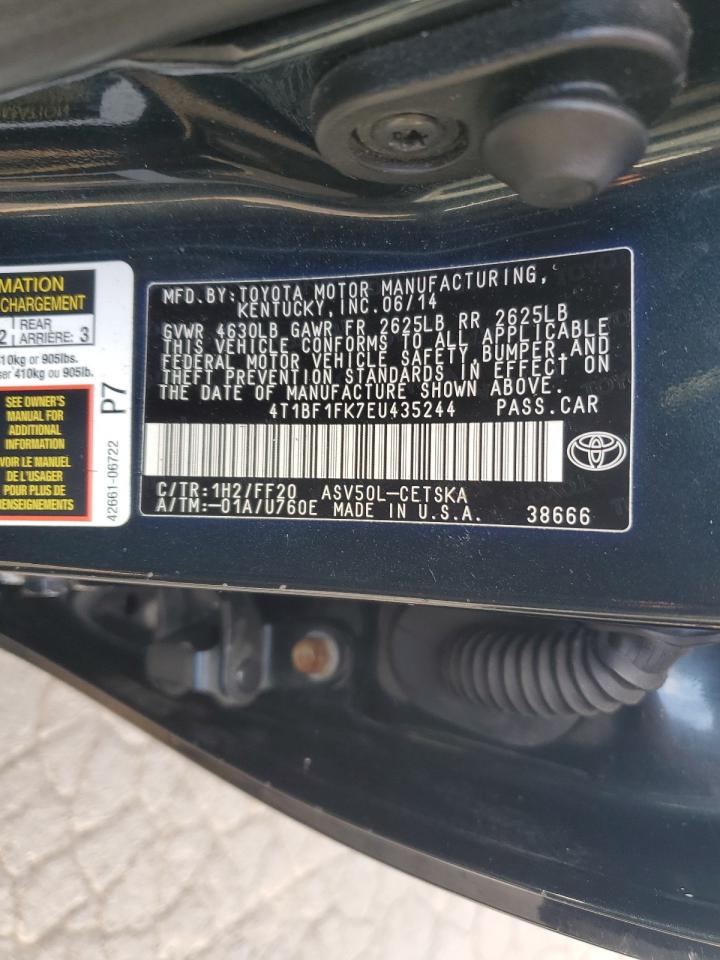 MATION
CHARGEMENT
2 REAR ARRIÈRE: 3
10kg or 905lbs.
ser 410kg ou 905lb.
SEE OWNER'S
MANUAL FOR
ADDITIONAL
INFORMATION
VOIR LE MANUEL
DE L'USAGER
POUR PLUS DE
RENSEIGNEMENTS
P7
42661-06722
MFD.BY:TOYOTA MOTOR MANUFACTURING,
KENTUCKY,INC.06/14
GVWR 4630LB GAWR FR 2625LB RR 2625LB
THIS VEHICLE CONFORMS TO ALL APPLICABLE
FEDERAL MOTOR VEHICLE SAFETY,BUMPER,AND
THEFT PREVENTION STANDARDS IN EFFECT ON
THE DATE OF MANUFACTURE SHOWN ABOVE.
4T1BF1FK7EU435244 PASS.CAR
C/TR:1H2/FF20 ASV50L-CETSKA
A/TM:-01A/U760E MADE IN U.S.A. 38666